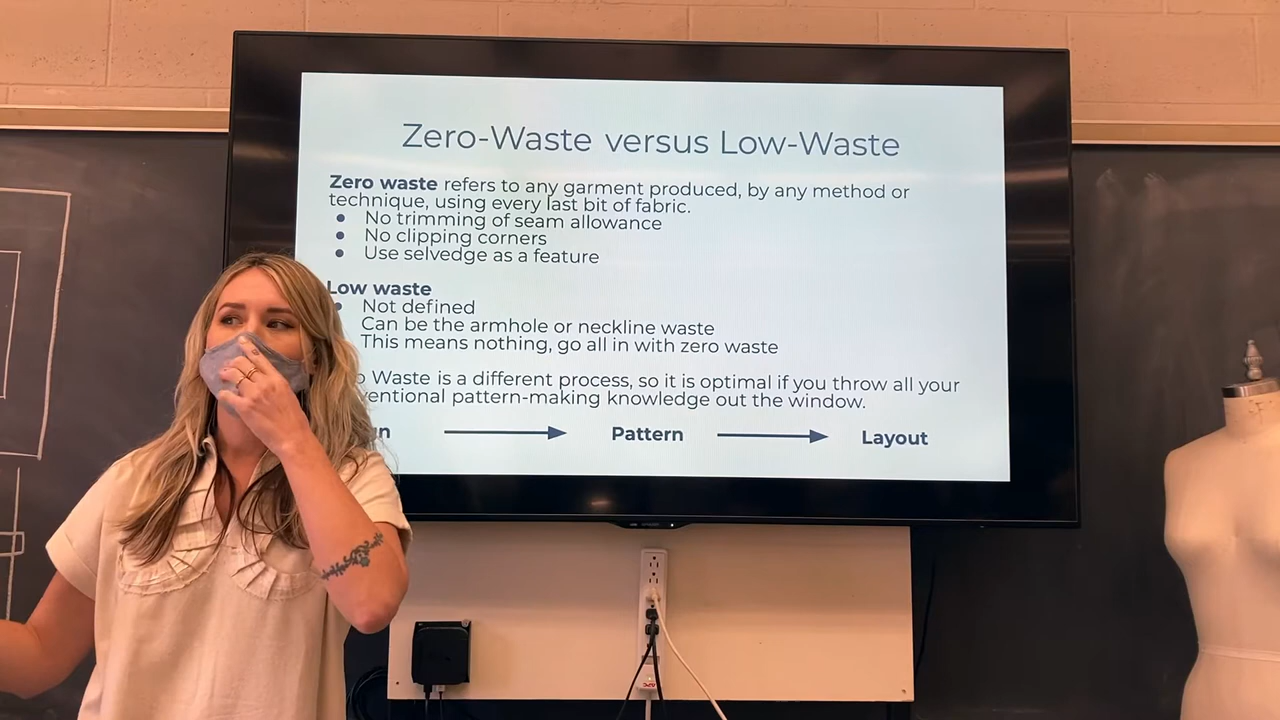 Zero-Waste versus Low-Waste
Zero waste refers to any garment produced, by any method or
technique, using every last bit of fabric.
● No trimming of seam allowance
● No clipping corners
● Use selvedge as a feature
Low waste
● Not defined
Can be the armhole or neckline waste
This means nothing, go all in with zero waste
o Waste is a different process, so it is optimal if you throw all your
ventional pattern-making knowledge out the window.
Pattern
Layout